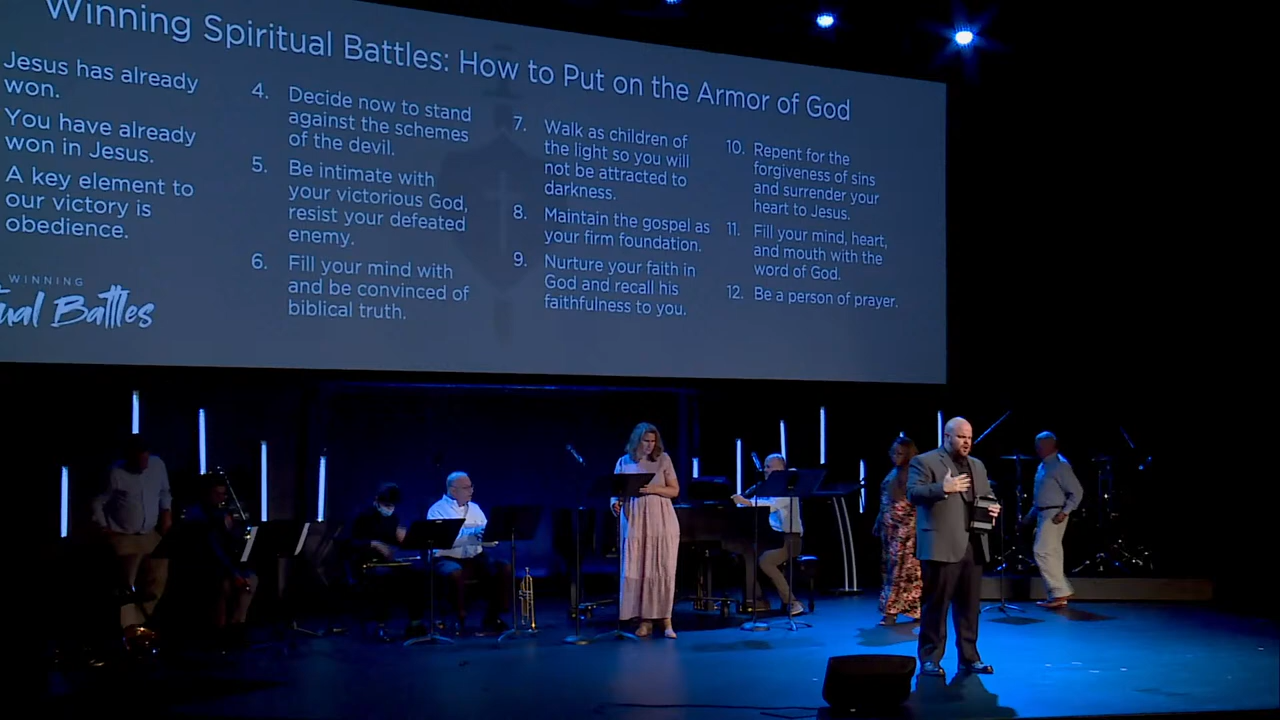 Winning Spiritual Battles: How to Put on the Armor of God
Jesus has already
won.
You have already
won in Jesus.
A key element to
our victory is
obedience.
4. Decide now to stand
against the schemes
of the devil.
5. Be intimate with
your victorious God,
resist your defeated
enemy.
6. Fill your mind with
and be convinced of
biblical truth.
7. Walk as children of
the light so you will
not be attracted to
darkness.
8. Maintain the gospel as
your firm foundation.
9. Nurture your faith in
God and recall his
faithfulness to you.
10. Repent for the
forgiveness of sins
and surrender your
heart to Jesus.
11. Fill your mind, heart,
and mouth with the
word of God.
12. Be a person of prayer.
WINNING
Battles